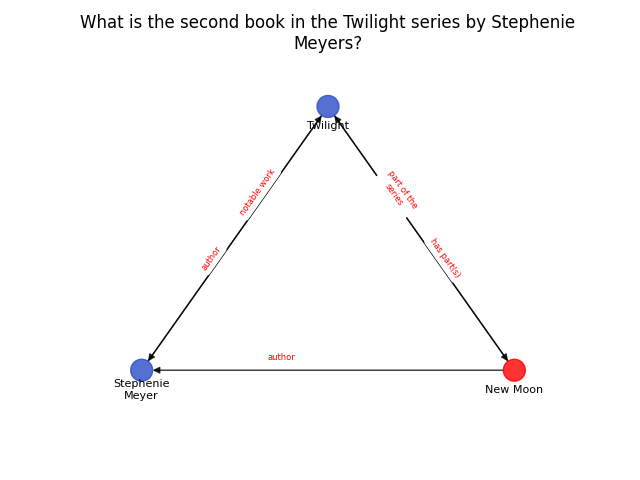 What is the second book in the Twilight series by Stephenie
Meyers?
Twilight
notable work
part of the
series
author
has part(s)
author
Stephenie
Meyer
New Moon